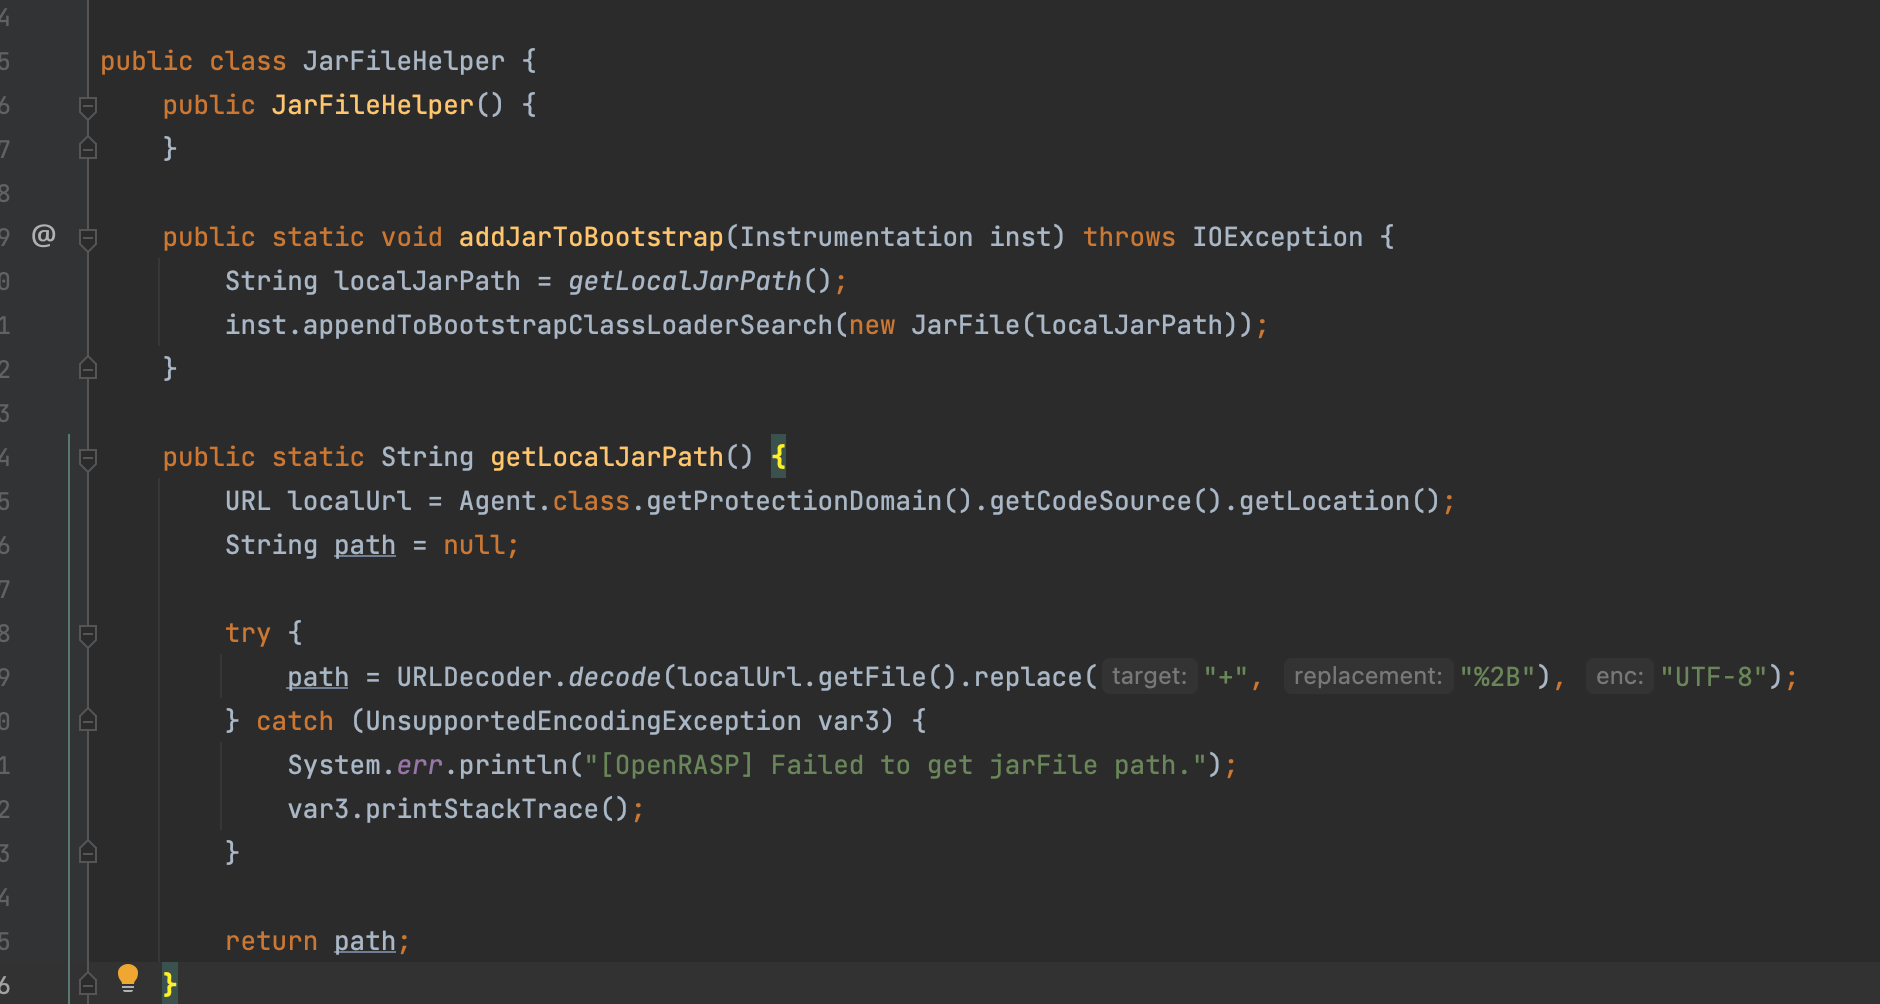 4
5 public class JarFileHelper {
6 public JarFileHelper() {
7 }
8
9 @ public static void addJarToBootstrap(Instrumentation inst) throws IOException {
0 String localJarPath = getLocalJarPath();
1 inst.appendToBootstrapClassLoaderSearch(new JarFile(localJarPath));
2 }
3
4 public static String getLocalJarPath() {
5 URL localUrl = Agent.class.getProtectionDomain().getCodeSource().getLocation();
6 String path = null;
7
8 try {
9 path = URLDecoder.decode(localUrl.getFile().replace( target: "+", replacement: "%2B"), enc: "UTF-8");
0 } catch (UnsupportedEncodingException var3) {
1 System.err.println("[OpenRASP] Failed to get jarFile path.");
2 var3.printStackTrace();
3 }
4
5 return path;
6 }